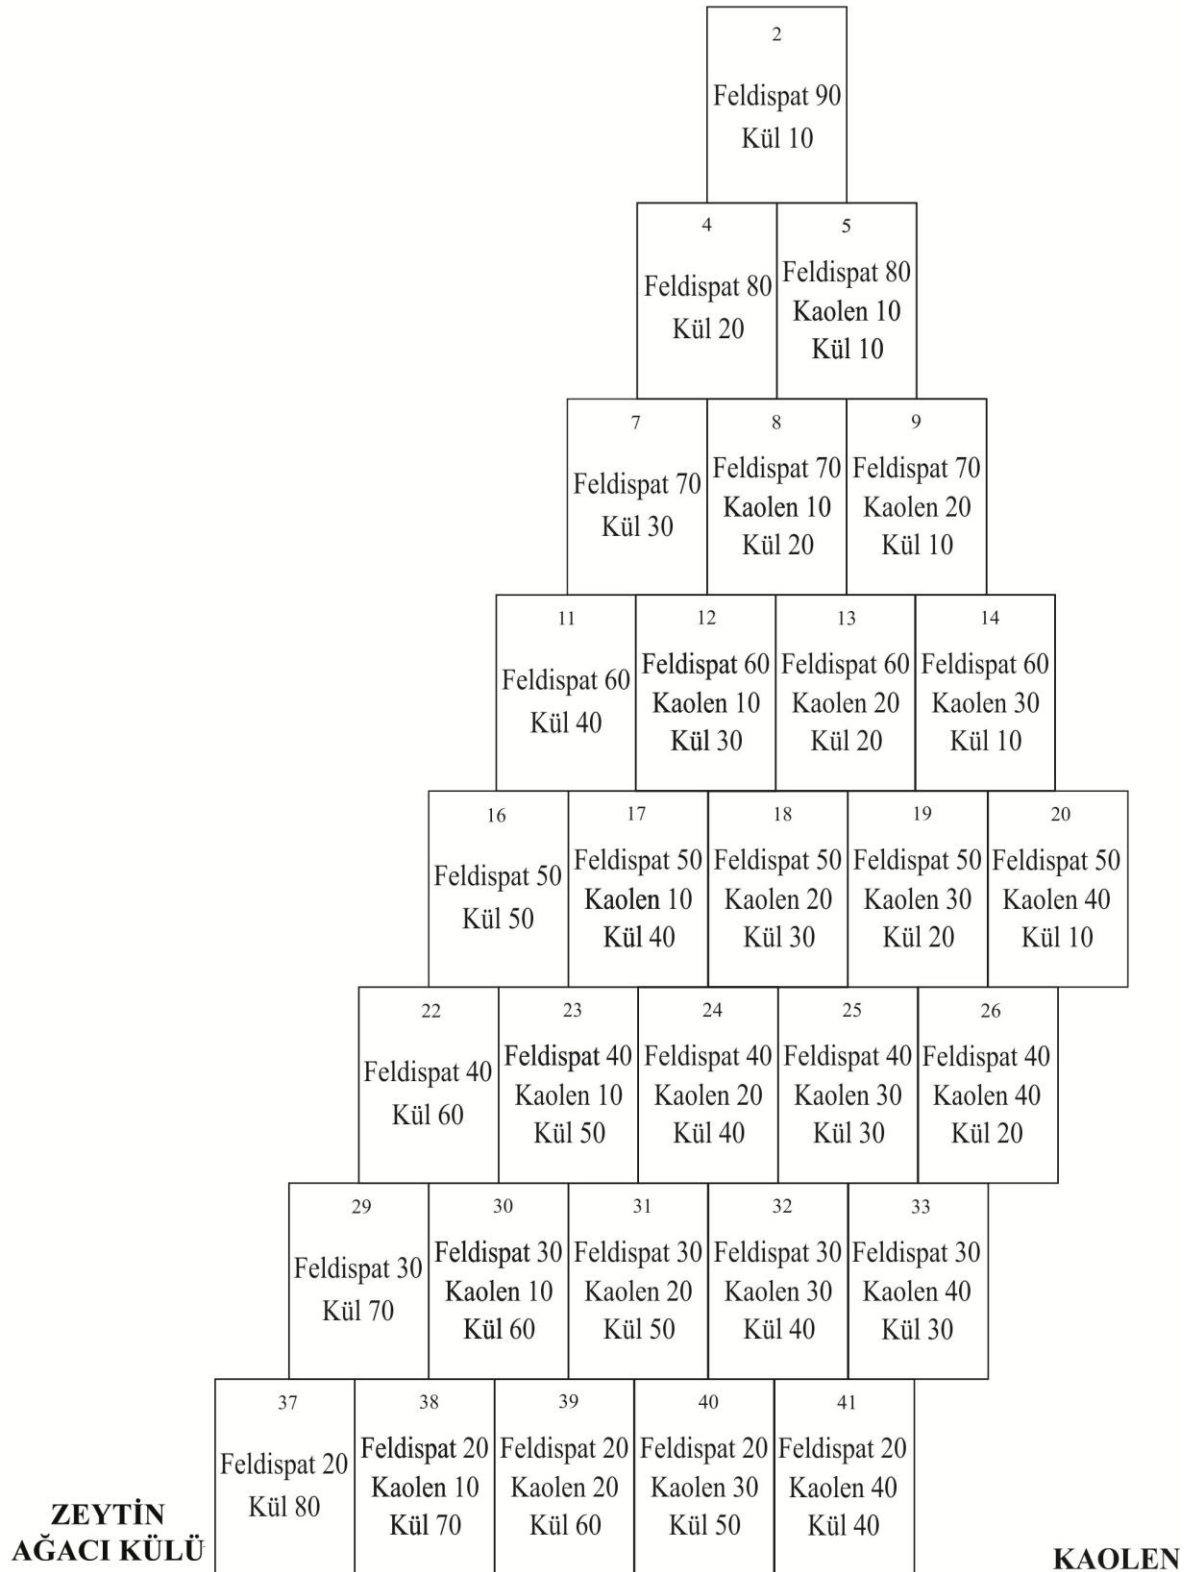 2
Feldispat 90
Kül 10
4
Feldispat 80
Kül 20
5
Feldispat 80
Kaolen 10
Kül 10
7
Feldispat 70
Kül 30
8
Feldispat 70
Kaolen 10
Kül 20
9
Feldispat 70
Kaolen 20
Kül 10
11
Feldispat 60
Kül 40
12
Feldispat 60
Kaolen 10
Kül 30
13
Feldispat 60
Kaolen 20
Kül 20
14
Feldispat 60
Kaolen 30
Kül 10
16
Feldispat 50
Kül 50
17
Feldispat 50
Kaolen 10
Kül 40
18
Feldispat 50
Kaolen 20
Kül 30
19
Feldispat 50
Kaolen 30
Kül 20
20
Feldispat 50
Kaolen 40
Kül 10
22
Feldispat 40
Kül 60
23
Feldispat 40
Kaolen 10
Kül 50
24
Feldispat 40
Kaolen 20
Kül 40
25
Feldispat 40
Kaolen 30
Kül 30
26
Feldispat 40
Kaolen 40
Kül 20
29
Feldispat 30
Kül 70
30
Feldispat 30
Kaolen 10
Kül 60
31
Feldispat 30
Kaolen 20
Kül 50
32
Feldispat 30
Kaolen 30
Kül 40
33
Feldispat 30
Kaolen 40
Kül 30
37
Feldispat 20
Kül 80
38
Feldispat 20
Kaolen 10
Kül 70
39
Feldispat 20
Kaolen 20
Kül 60
40
Feldispat 20
Kaolen 30
Kül 50
41
Feldispat 20
Kaolen 40
Kül 40
ZEYTİN
AĞACI KÜLÜ
KAOLEN